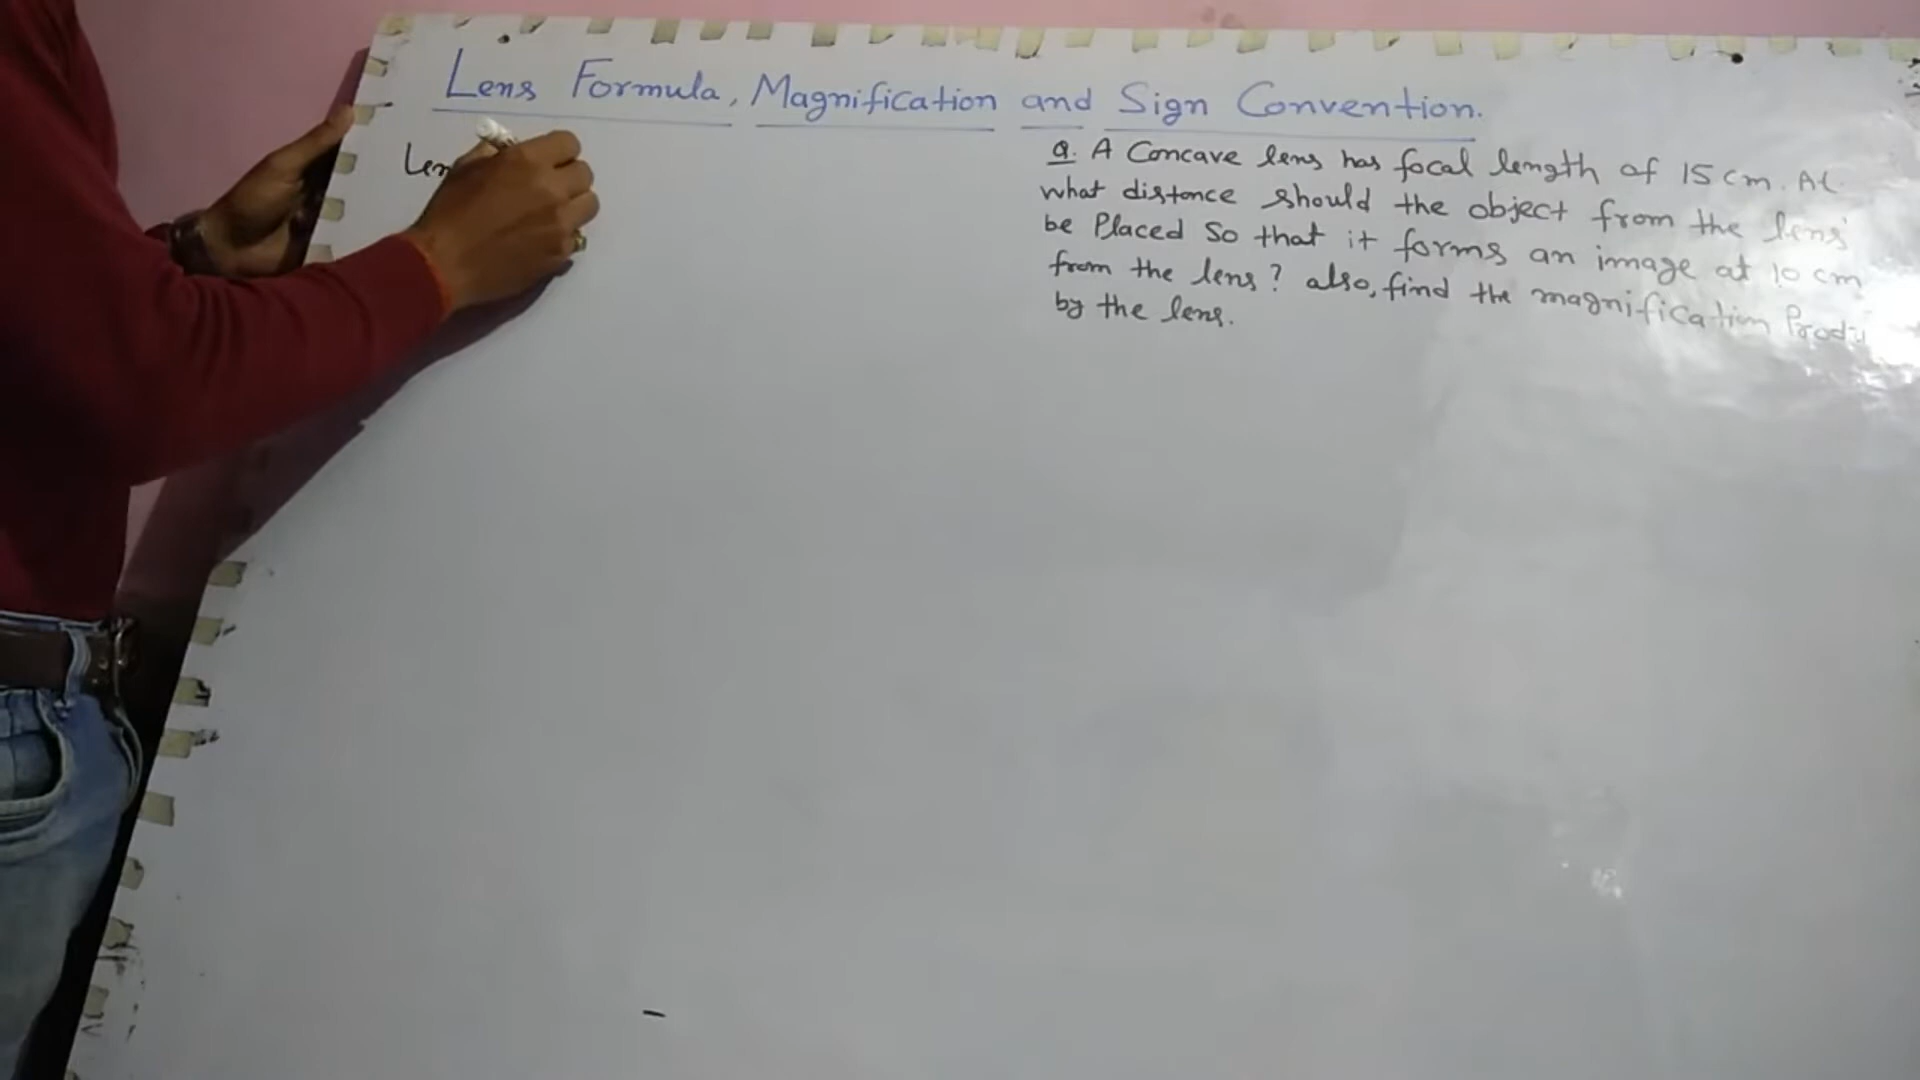 Lens Formula, Magnification and Sign Convention.
Len
Q. A Concave lens has focal length of 15 cm. At
what distance should the object from the lens
be Placed So that it forms an image at 10 cm
from the lens? also, find the magnification
by the lens.